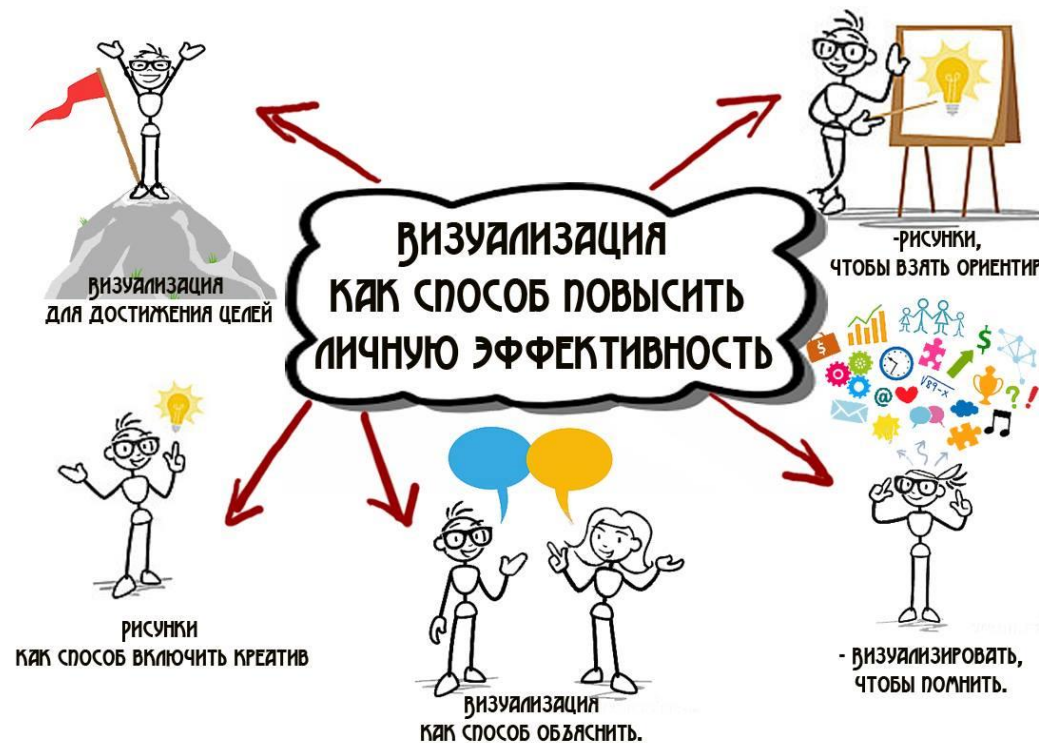 ВИЗУАЛИЗАЦИЯ
КАК СПОСОБ ПОВЫСИТЬ
ЛИЧНУЮ ЭФФЕКТИВНОСТЬ
ВИЗУАЛИЗАЦИЯ
ДЛЯ ДОСТИЖЕНИЯ ЦЕЛЕЙ
-РИСУНКИ,
ЧТОБЫ ВЗЯТЬ ОРИЕНТИР
$
$
@
√89-x
?!
РИСУНКИ
КАК СПОСОБ ВКЛЮЧИТЬ КРЕАТИВ
ВИЗУАЛИЗАЦИЯ
КАК СПОСОБ ОБЪЯСНИТЬ.
- ВИЗУАЛИЗИРОВАТЬ,
ЧТОБЫ ПОМНИТЬ.